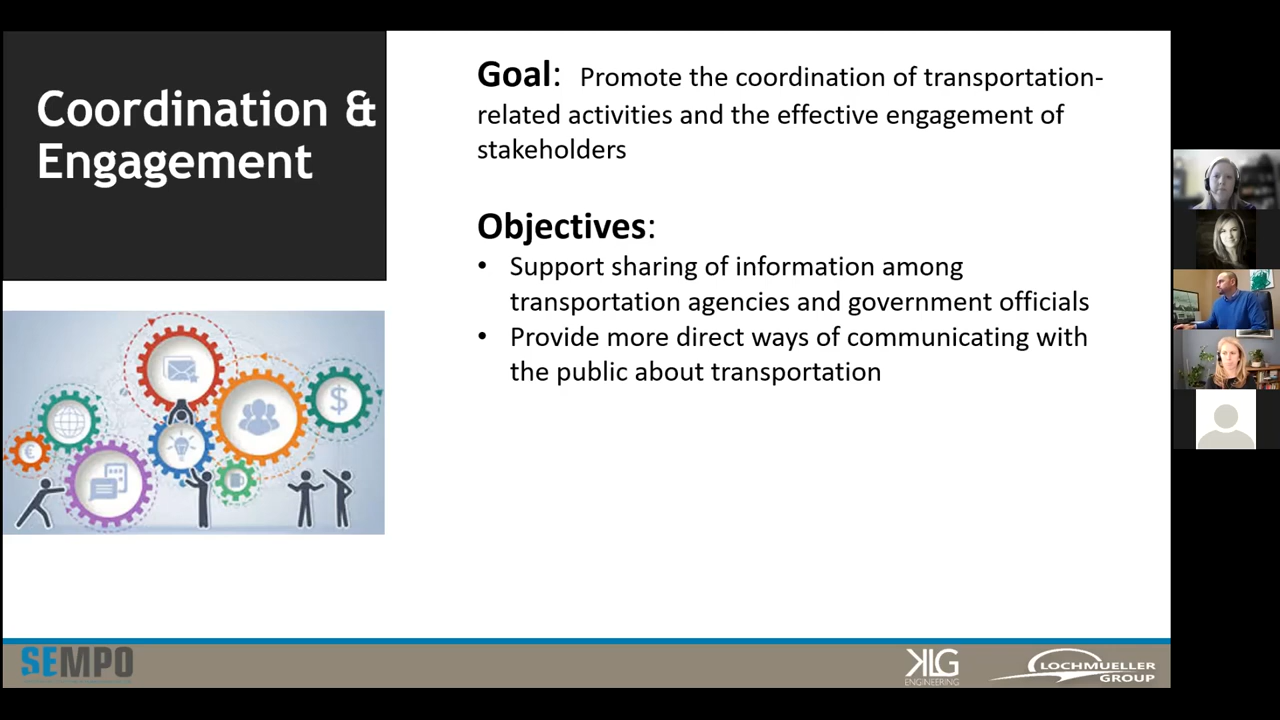 Coordination &
Engagement
Goal: Promote the coordination of transportation-
related activities and the effective engagement of
stakeholders
Objectives:
• Support sharing of information among
transportation agencies and government officials
• Provide more direct ways of communicating with
the public about transportation
€
$
SEMPO
KLG
ENGINEERING
LOCHMUELLER
GROUP